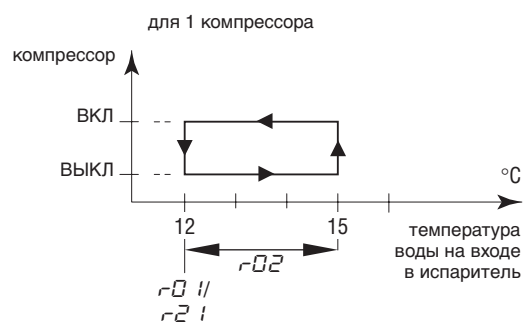 для 1 компрессора
компрессор
ВКЛ
ВЫКЛ
°C
12
15
температура
воды на входе
в испаритель
r02
r01/
r21